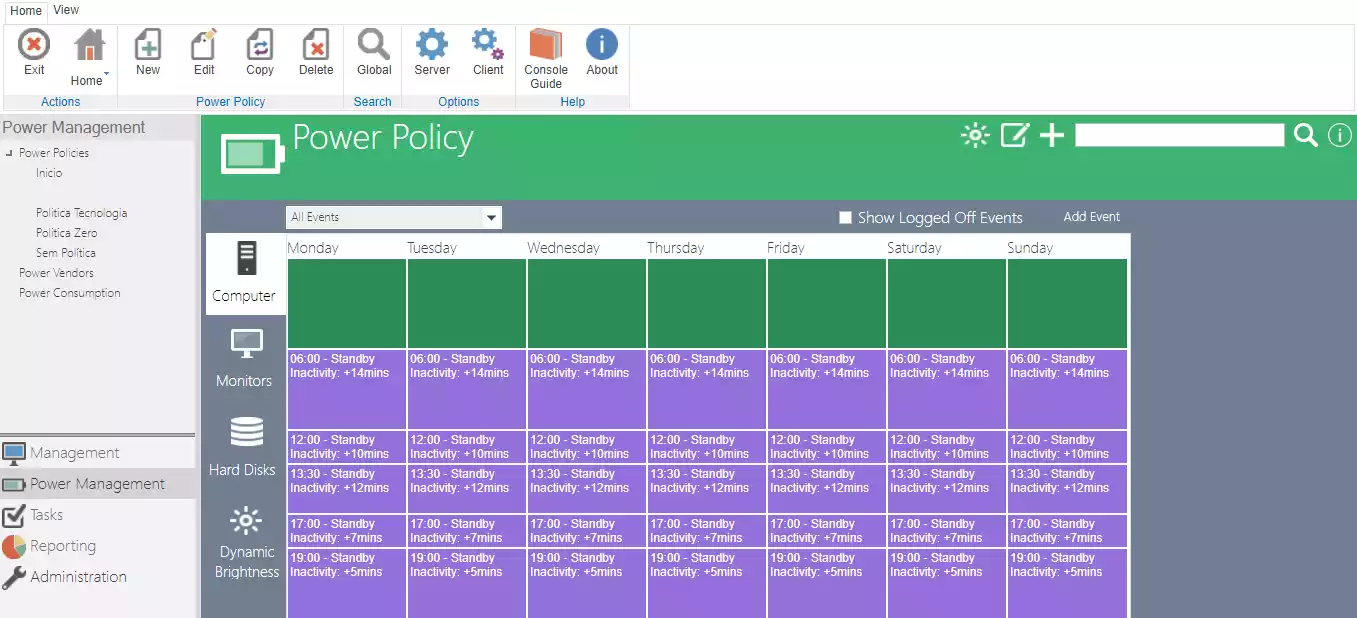 Home View
Exit Home New Edit Copy Delete Global Server Client Console Guide About
Actions Power Policy Search Options Help
Power Management
Power Policies
Inicio
Politica Tecnologia
Politica Zero
Sem Política
Power Vendors
Power Consumption
Management
Power Management
Tasks
Reporting
Administration
Power Policy
All Events Show Logged Off Events Add Event
Computer
Monitors
Hard Disks
Dynamic
Brightness
Monday Tuesday Wednesday Thursday Friday Saturday Sunday
06:00 - Standby 06:00 - Standby 06:00 - Standby 06:00 - Standby 06:00 - Standby 06:00 - Standby 06:00 - Standby
Inactivity: +14mins Inactivity: +14mins Inactivity: +14mins Inactivity: +14mins Inactivity: +14mins Inactivity: +14mins Inactivity: +14mins
12:00 - Standby 12:00 - Standby 12:00 - Standby 12:00 - Standby 12:00 - Standby 12:00 - Standby 12:00 - Standby
Inactivity: +10mins Inactivity: +10mins Inactivity: +10mins Inactivity: +10mins Inactivity: +10mins Inactivity: +10mins Inactivity: +10mins
13:30 - Standby 13:30 - Standby 13:30 - Standby 13:30 - Standby 13:30 - Standby 13:30 - Standby 13:30 - Standby
Inactivity: +12mins Inactivity: +12mins Inactivity: +12mins Inactivity: +12mins Inactivity: +12mins Inactivity: +12mins Inactivity: +12mins
17:00 - Standby 17:00 - Standby 17:00 - Standby 17:00 - Standby 17:00 - Standby 17:00 - Standby 17:00 - Standby
Inactivity: +7mins Inactivity: +7mins Inactivity: +7mins Inactivity: +7mins Inactivity: +7mins Inactivity: +7mins Inactivity: +7mins
19:00 - Standby 19:00 - Standby 19:00 - Standby 19:00 - Standby 19:00 - Standby 19:00 - Standby 19:00 - Standby
Inactivity: +5mins Inactivity: +5mins Inactivity: +5mins Inactivity: +5mins Inactivity: +5mins Inactivity: +5mins Inactivity: +5mins